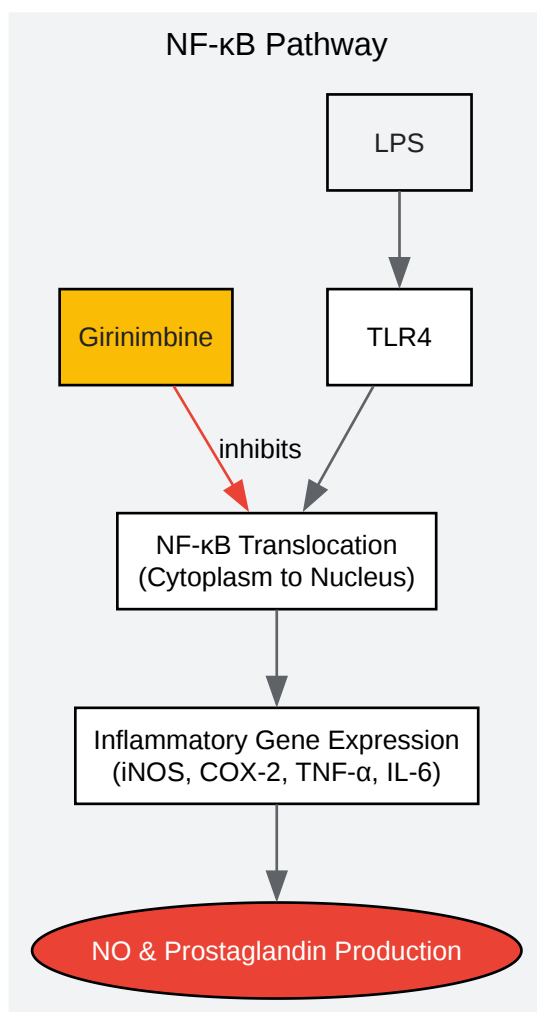 NF-κB Pathway
LPS
Girinimbine
TLR4
inhibits
NF-κB Translocation
(Cytoplasm to Nucleus)
Inflammatory Gene Expression
(iNOS, COX-2, TNF-α, IL-6)
NO & Prostaglandin Production